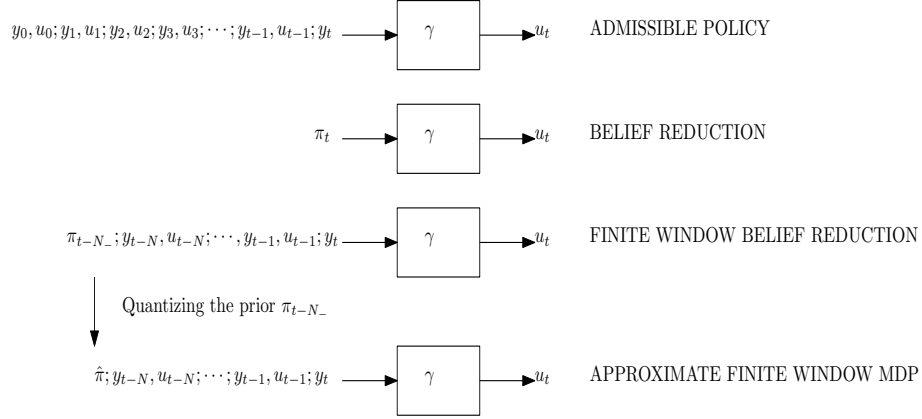 y_0, u_0; y_1, u_1; y_2, u_2; y_3, u_3; ⋯; y_{t−1}, u_{t−1}; y_t γ u_t ADMISSIBLE POLICY
π_t γ u_t BELIEF REDUCTION
π_{t−N_−}; y_{t−N}, u_{t−N}; ⋯, y_{t−1}, u_{t−1}; y_t γ u_t FINITE WINDOW BELIEF REDUCTION
Quantizing the prior π_{t−N_−}
π̂; y_{t−N}, u_{t−N}; ⋯; y_{t−1}, u_{t−1}; y_t γ u_t APPROXIMATE FINITE WINDOW MDP